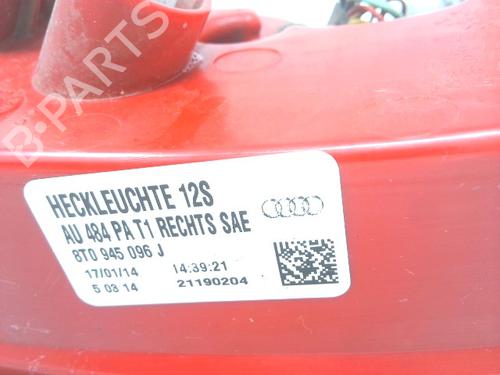 B-PARTS
HECKLEUCHTE 12S
AU 484 PA T1 RECHTS SAE
8T0 945 096 J
17/01/14 14:39:21
5 03 14 21190204